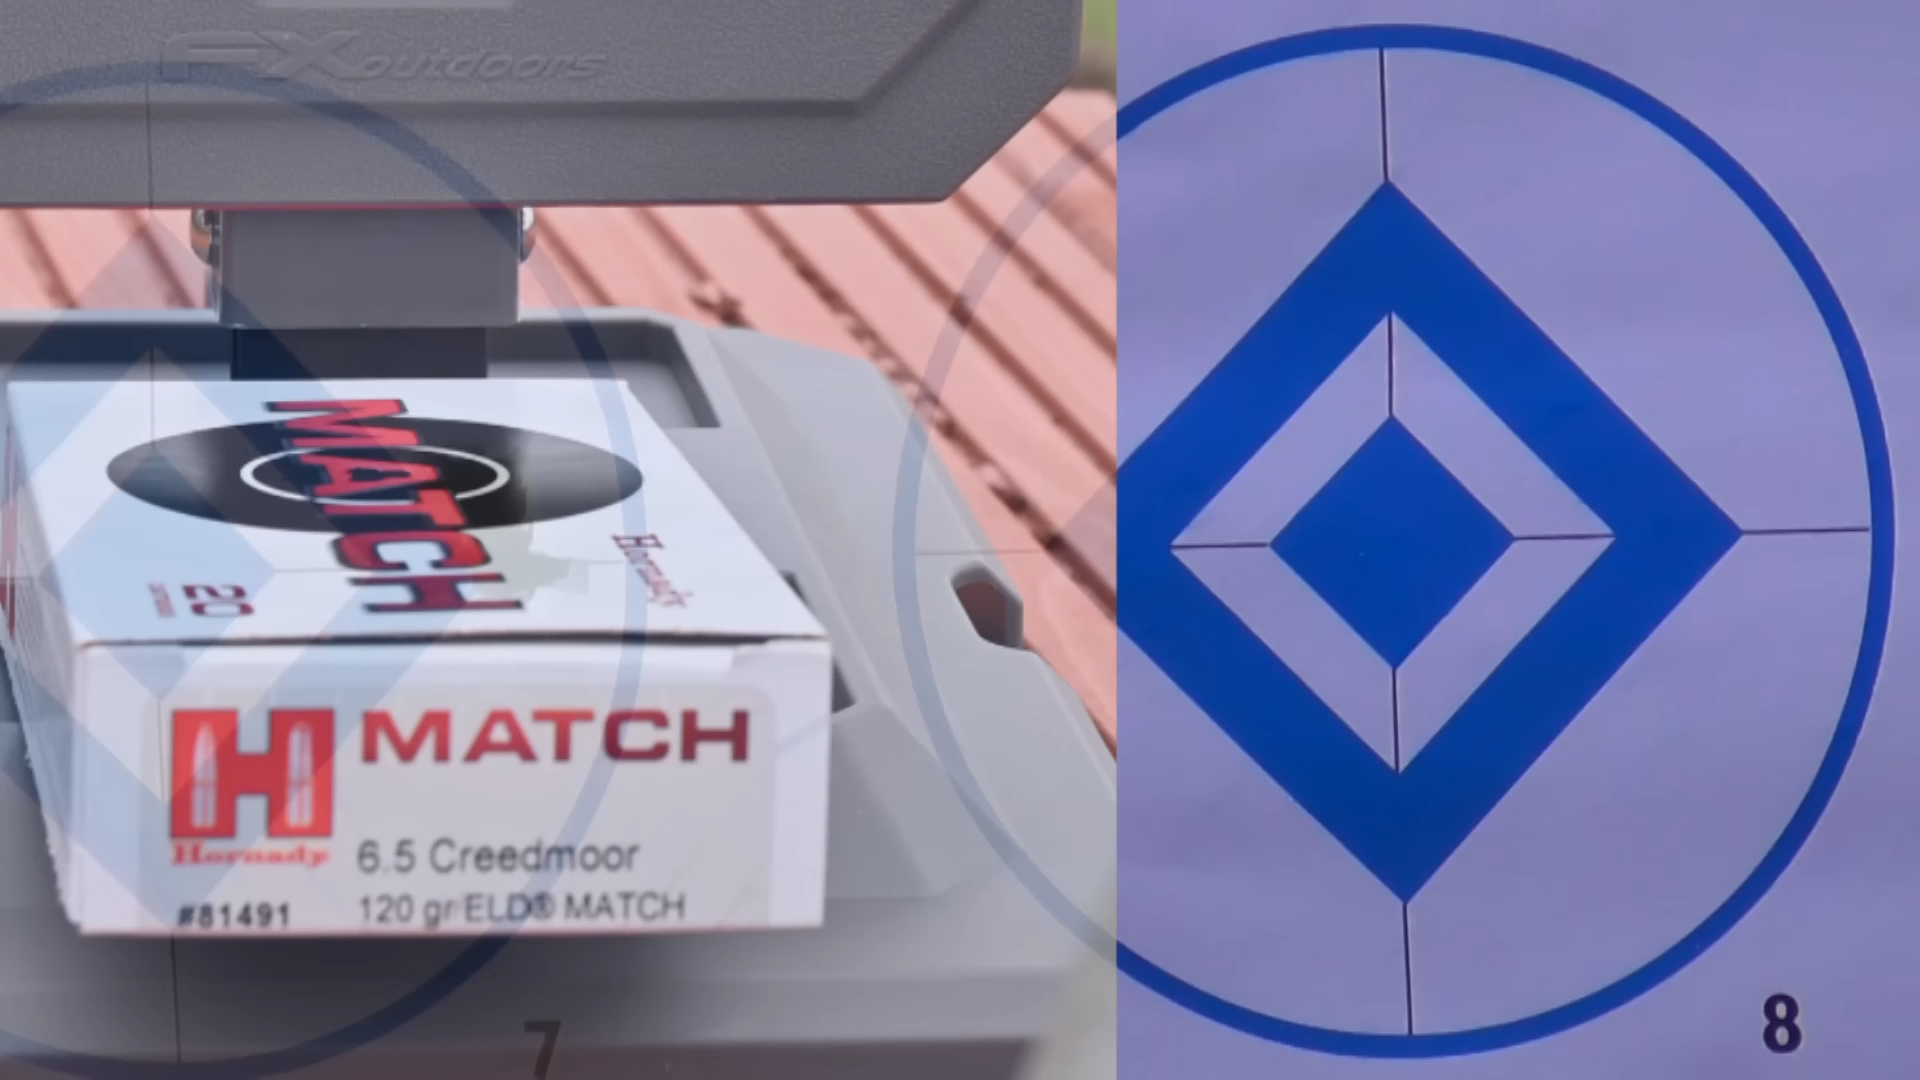 FX outdoors
MATCH
Hornady
20
H MATCH
Hornady
6.5 Creedmoor
#81491
120 gr ELD® MATCH
7
8